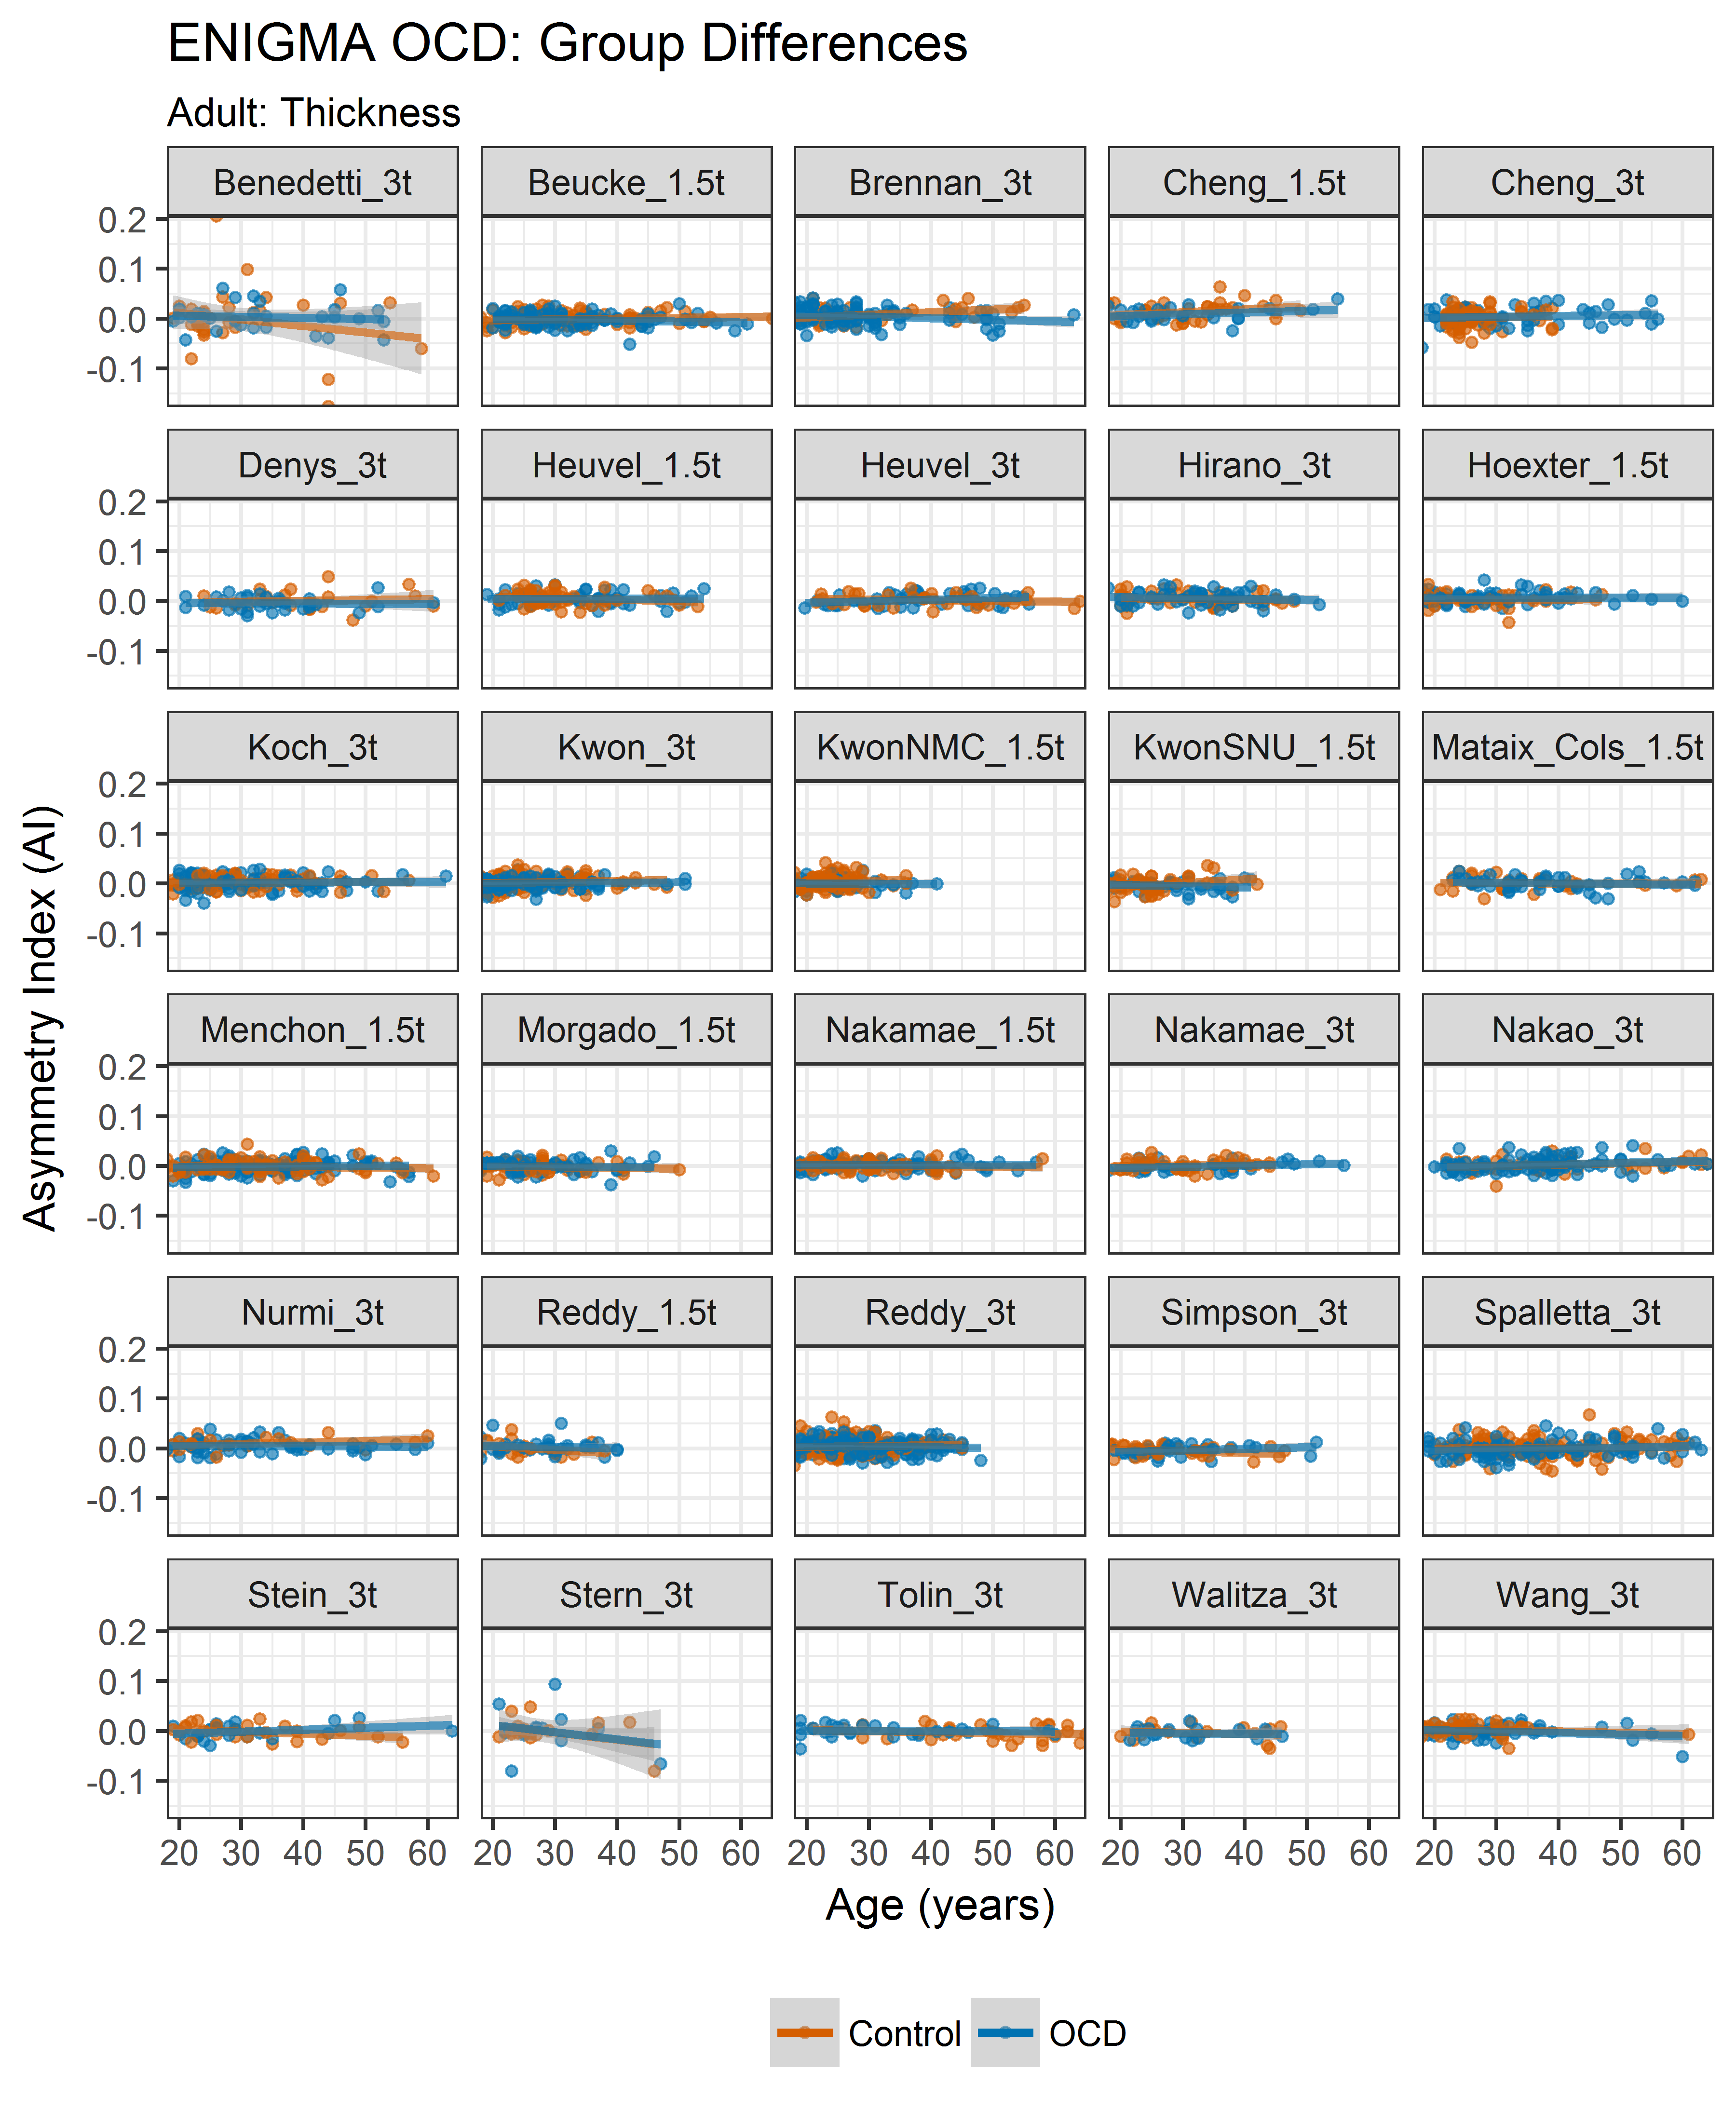 ENIGMA OCD: Group Differences
Adult: Thickness
Benedetti_3t Beucke_1.5t Brennan_3t Cheng_1.5t Cheng_3t
0.2
0.1
0.0
-0.1
Denys_3t Heuvel_1.5t Heuvel_3t Hirano_3t Hoexter_1.5t
0.2
0.1
0.0
-0.1
Koch_3t Kwon_3t KwonNMC_1.5t KwonSNU_1.5t Mataix_Cols_1.5t
0.2
0.1
0.0
-0.1
Menchon_1.5t Morgado_1.5t Nakamae_1.5t Nakamae_3t Nakao_3t
0.2
0.1
0.0
-0.1
Nurmi_3t Reddy_1.5t Reddy_3t Simpson_3t Spalletta_3t
0.2
0.1
0.0
-0.1
Stein_3t Stern_3t Tolin_3t Walitza_3t Wang_3t
0.2
0.1
0.0
-0.1
20 30 40 50 60 20 30 40 50 60 20 30 40 50 60 20 30 40 50 60 20 30 40 50 60
Asymmetry Index (AI)
Age (years)
Control OCD